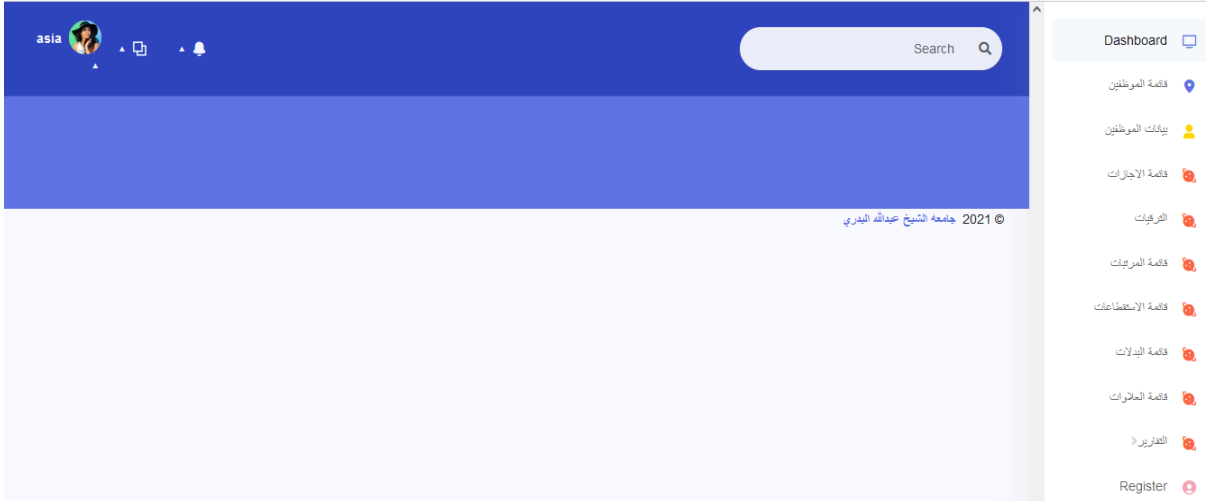 asia
Search
© 2021 جامعه الشيخ عبدالله البدري
Dashboard
قائمة الموظفين
بيانات الموظفين
قائمة الاجازات
الترقيات
قائمة المرتبات
قائمة الاستقطاعات
قائمة البدلات
قائمة العلاوات
التقارير
Register